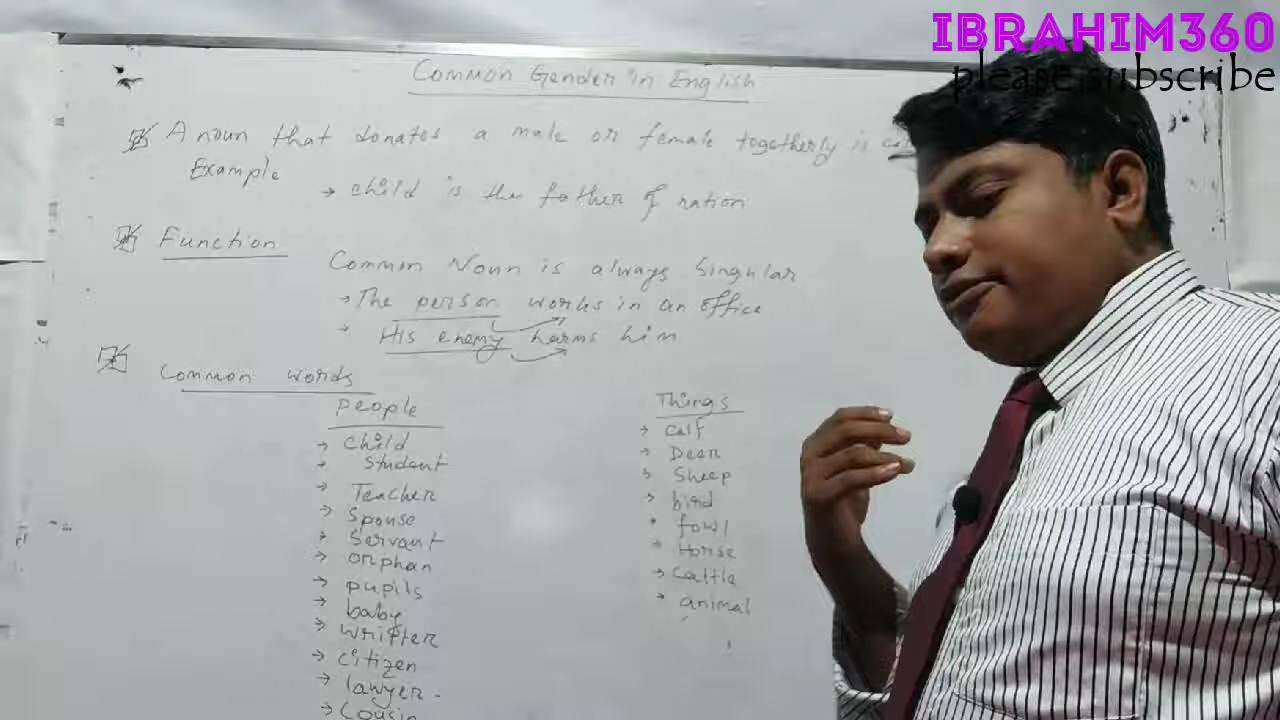 IBRAHIM360
please subscribe
Common Gender in English
A noun that donates a male or female togetherly is
Example
→ child is the father of nation
Function
Common Noun is always Singular
→ The person works in an office
→ His enemy harms him
Common words
People
→ child
→ Student
→ Teacher
→ Spouse
→ Servant
→ orphan
→ pupils
→ baby
→ writter
→ citizen
→ lawyer.
→ Cousin
Things
→ Calf
→ Deer
→ Sheep
→ bird
→ fowl
→ Horse
→ Cattle
→ animal